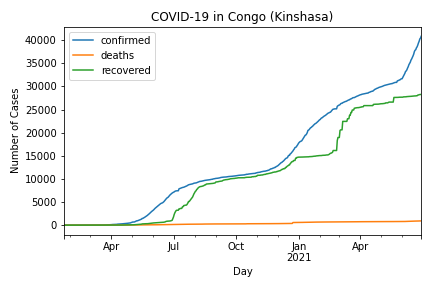 COVID-19 in Congo (Kinshasa)
confirmed
deaths
recovered
Number of Cases
40000
35000
30000
25000
20000
15000
10000
5000
0
Apr Jul Oct Jan Apr
2021
Day